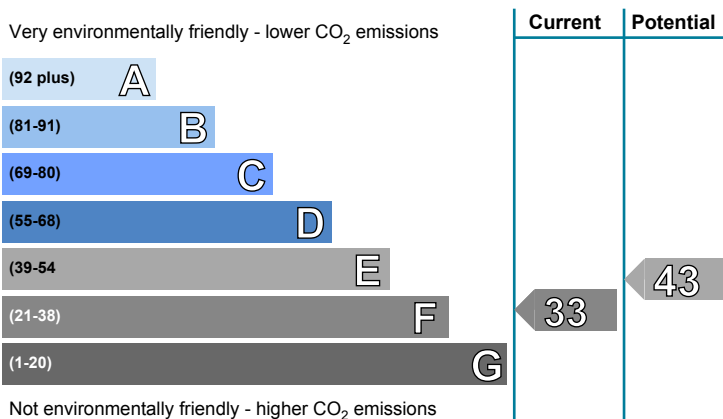 Current Potential
Very environmentally friendly - lower CO₂ emissions
(92 plus) A
(81-91) B
(69-80) C
(55-68) D
(39-54 E
43
(21-38) F
33
(1-20) G
Not environmentally friendly - higher CO₂ emissions